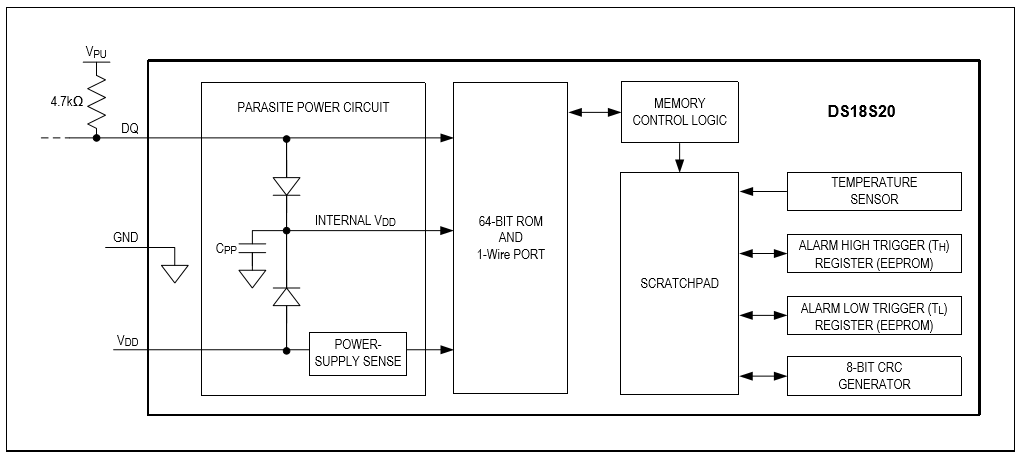 VPU
4.7kΩ
DQ
GND
VDD
PARASITE POWER CIRCUIT
INTERNAL VDD
CPP
POWER-
SUPPLY SENSE
64-BIT ROM
AND
1-Wire PORT
MEMORY
CONTROL LOGIC
SCRATCHPAD
DS18S20
TEMPERATURE
SENSOR
ALARM HIGH TRIGGER (TH)
REGISTER (EEPROM)
ALARM LOW TRIGGER (TL)
REGISTER (EEPROM)
8-BIT CRC
GENERATOR